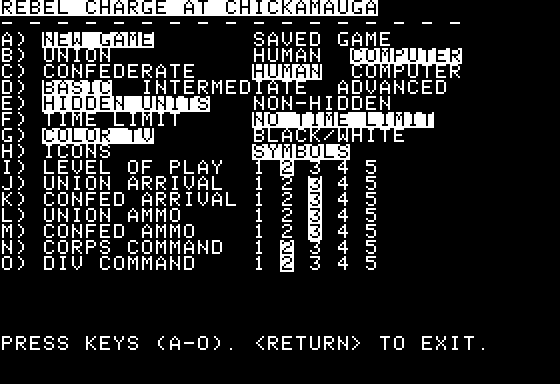 REBEL CHARGE AT CHICKAMAUGA
- - - - - - - - - - - - - - - - -
A) NEW GAME SAVED GAME
B) UNION HUMAN COMPUTER
C) CONFEDERATE HUMAN COMPUTER
D) BASIC INTERMEDIATE ADVANCED
E) HIDDEN UNITS NON-HIDDEN
F) TIME LIMIT NO TIME LIMIT
G) COLOR TV BLACK/WHITE
H) ICONS SYMBOLS
I) LEVEL OF PLAY 1 2 3 4 5
J) UNION ARRIVAL 1 2 3 4 5
K) CONFED ARRIVAL 1 2 3 4 5
L) UNION AMMO 1 2 3 4 5
M) CONFED AMMO 1 2 3 4 5
N) CORPS COMMAND 1 2 3 4 5
O) DIV COMMAND 1 2 3 4 5
PRESS KEYS (A-O). <RETURN> TO EXIT.